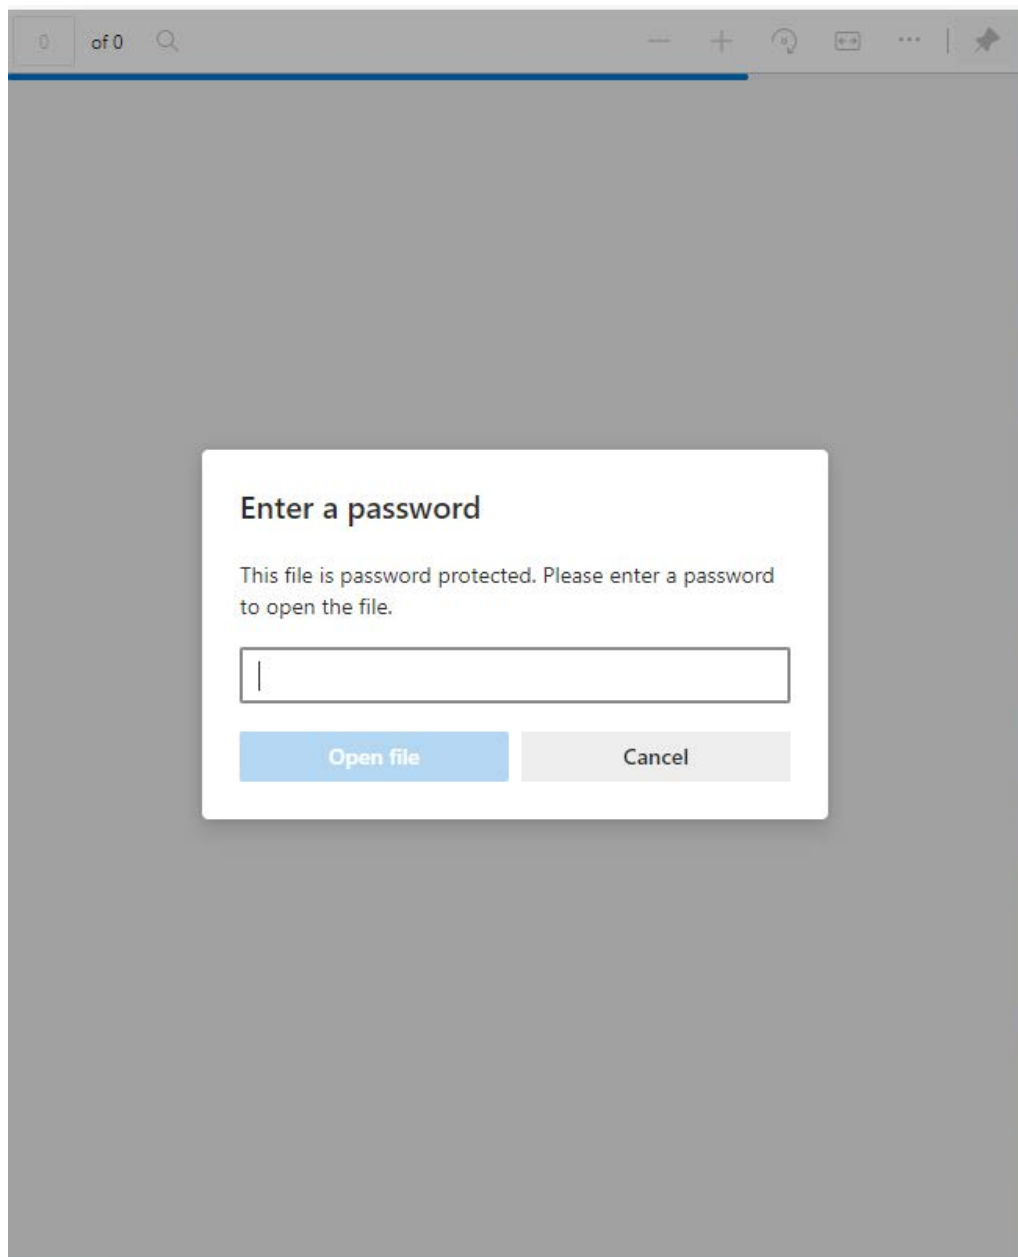 0 of 0
Enter a password
This file is password protected. Please enter a password
to open the file.
Open file Cancel